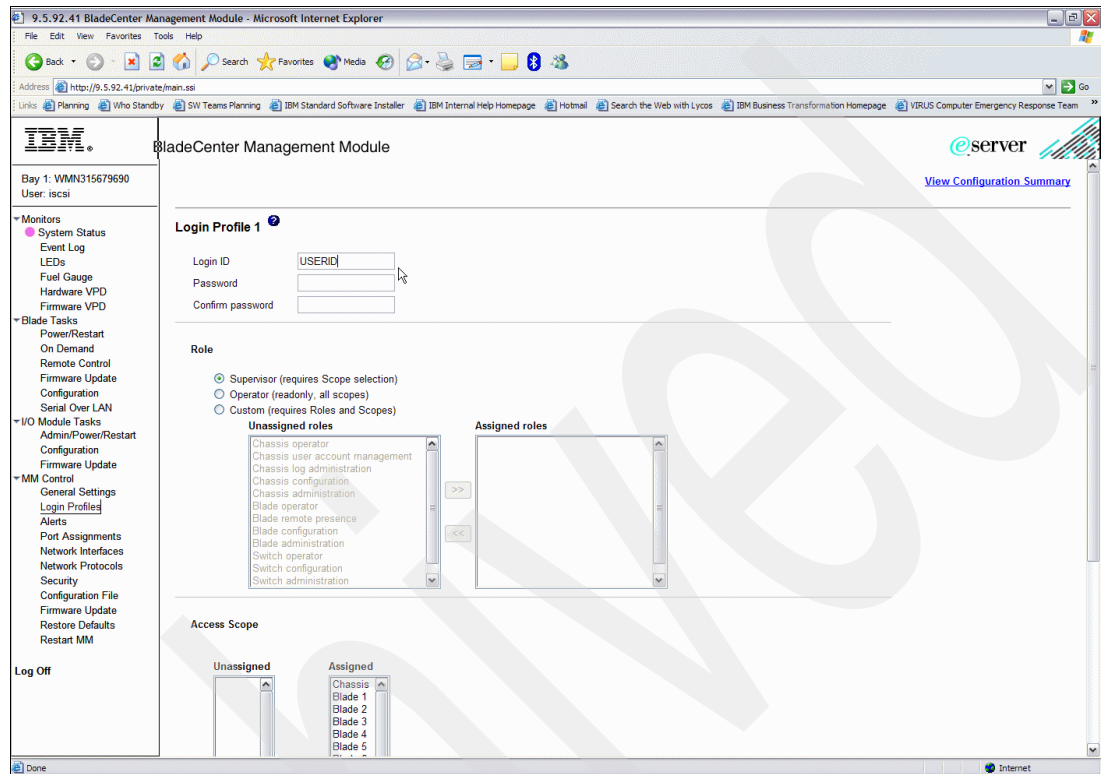 9.5.92.41 BladeCenter Management Module - Microsoft Internet Explorer
File Edit View Favorites Tools Help
Back Search Favorites Media
Address http://9.5.92.41/private/main.ssi Go
Links Planning Who Standby SW Teams Planning IBM Standard Software Installer IBM Internal Help Homepage Hotmail Search the Web with Lycos IBM Business Transformation Homepage VIRUS Computer Emergency Response Team »
IBM® BladeCenter Management Module eserver
Bay 1: WMN315679690
User: iscsi
View Configuration Summary
Monitors
System Status
Event Log
LEDs
Fuel Gauge
Hardware VPD
Firmware VPD
Blade Tasks
Power/Restart
On Demand
Remote Control
Firmware Update
Configuration
Serial Over LAN
I/O Module Tasks
Admin/Power/Restart
Configuration
Firmware Update
MM Control
General Settings
Login Profiles
Alerts
Port Assignments
Network Interfaces
Network Protocols
Security
Configuration File
Firmware Update
Restore Defaults
Restart MM
Log Off
Login Profile 1 ?
Login ID USERID
Password
Confirm password
Role
Supervisor (requires Scope selection)
Operator (readonly, all scopes)
Custom (requires Roles and Scopes)
Unassigned roles Assigned roles
Chassis operator
Chassis user account management
Chassis log administration
Chassis configuration
Chassis administration
Blade operator
Blade remote presence
Blade configuration
Blade administration
Switch operator
Switch configuration
Switch administration
>>
<<
Access Scope
Unassigned Assigned
Chassis
Blade 1
Blade 2
Blade 3
Blade 4
Blade 5
Done Internet